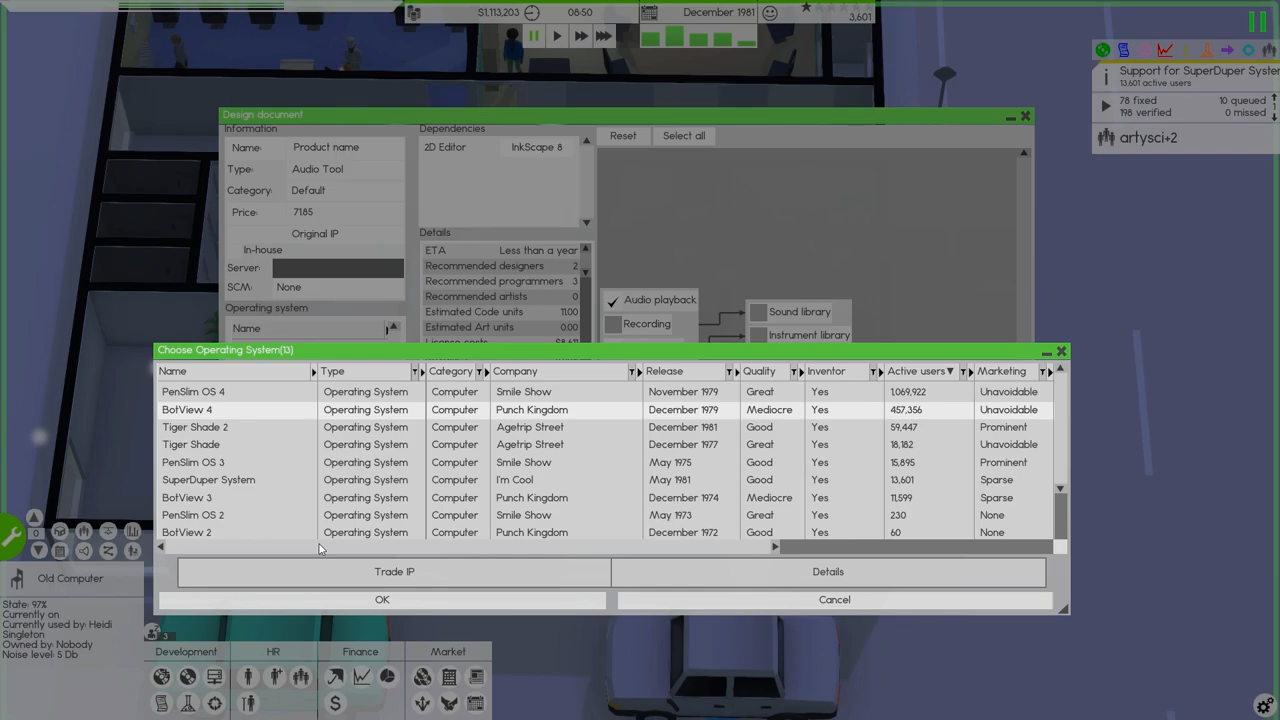 S1,113,203
08:50
December 1981
3,601
Design document
Information
Name: Product name
Type: Audio Tool
Category: Default
Price: 71.85
Original IP
In-house
Server:
SCM: None
Operating system
Name
Dependencies
2D Editor InkScape 8
Details
ETA Less than a year
Recommended designers 2
Recommended programmers 3
Recommended artists 0
Estimated Code units 11.00
Estimated Art units 0.00
Reset Select all
Audio playback
Recording
Sound library
Instrument library
Support for SuperDuper System
13,601 active users
78 fixed 10 queued
198 verified 0 missed
artysci+2
Choose Operating System(13)
Name Type Category Company Release Quality Inventor Active users Marketing
PenSlim OS 4 Operating System Computer Smile Show November 1979 Great Yes 1,069,922 Unavoidable
BotView 4 Operating System Computer Punch Kingdom December 1979 Mediocre Yes 457,356 Unavoidable
Tiger Shade 2 Operating System Computer Agetrip Street December 1981 Good Yes 59,447 Prominent
Tiger Shade Operating System Computer Agetrip Street December 1977 Great Yes 18,182 Unavoidable
PenSlim OS 3 Operating System Computer Smile Show May 1975 Good Yes 15,895 Prominent
SuperDuper System Operating System Computer I'm Cool May 1981 Good Yes 13,601 Sparse
BotView 3 Operating System Computer Punch Kingdom December 1974 Mediocre Yes 11,599 Sparse
PenSlim OS 2 Operating System Computer Smile Show May 1973 Great Yes 230 None
BotView 2 Operating System Computer Punch Kingdom December 1972 Good Yes 60 None
Trade IP Details
OK Cancel
0
Old Computer
State: 97%
Currently on
Currently used by: Heidi
Singleton
Owned by: Nobody
Noise level: 5 Db
3
Development HR Finance Market